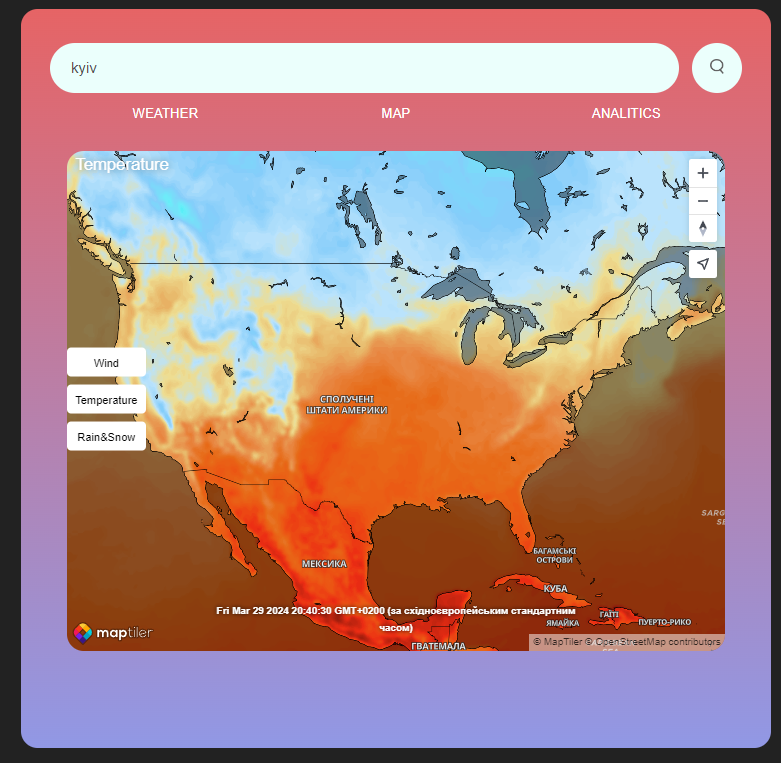 kyiv
WEATHER
MAP
ANALITICS
Temperature
Wind
Temperature
Rain&Snow
СПОЛУЧЕНІ
ШТАТИ АМЕРИКИ
SARG
SE
МЕКСИКА
БАГАМСЬКІ
ОСТРОВИ
КУБА
ГАЇТІ
ЯМАЙКА
ПУЕРТО-РИКО
Fri Mar 29 2024 20:40:30 GMT+0200 (за східноєвропейським стандартним
часом)
maptiler
ГВАТЕМАЛА
© MapTiler © OpenStreetMap contributors